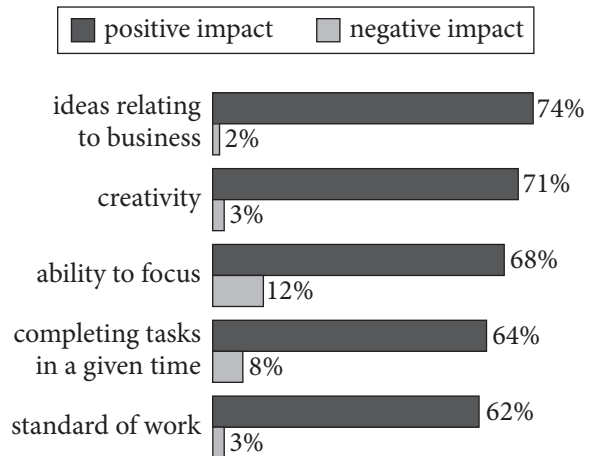 positive impact negative impact
ideas relating
to business
74%
2%
creativity
71%
3%
ability to focus
68%
12%
completing tasks
in a given time
64%
8%
standard of work
62%
3%